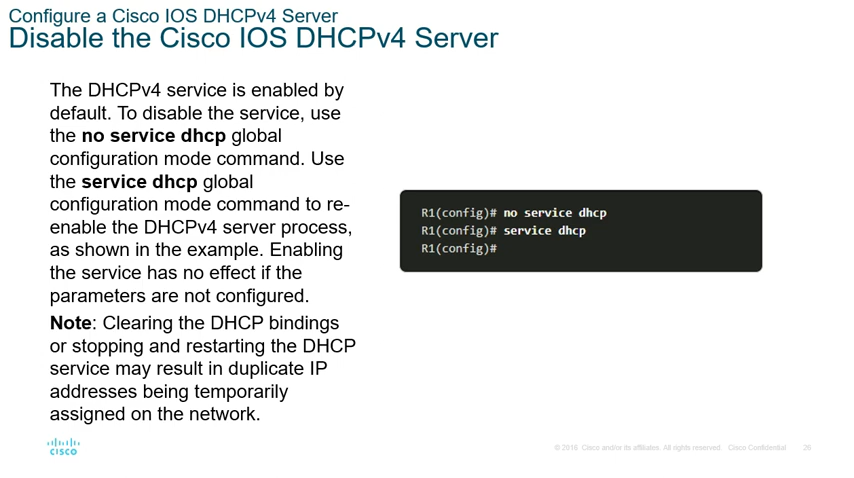 Configure a Cisco IOS DHCPv4 Server
Disable the Cisco IOS DHCPv4 Server
The DHCPv4 service is enabled by
default. To disable the service, use
the no service dhcp global
configuration mode command. Use
the service dhcp global
configuration mode command to re-
enable the DHCPv4 server process,
as shown in the example. Enabling
the service has no effect if the
parameters are not configured.
Note: Clearing the DHCP bindings
or stopping and restarting the DHCP
service may result in duplicate IP
addresses being temporarily
assigned on the network.
R1(config)# no service dhcp
R1(config)# service dhcp
R1(config)#
CISCO
© 2016 Cisco and/or its affiliates. All rights reserved. Cisco Confidential 26